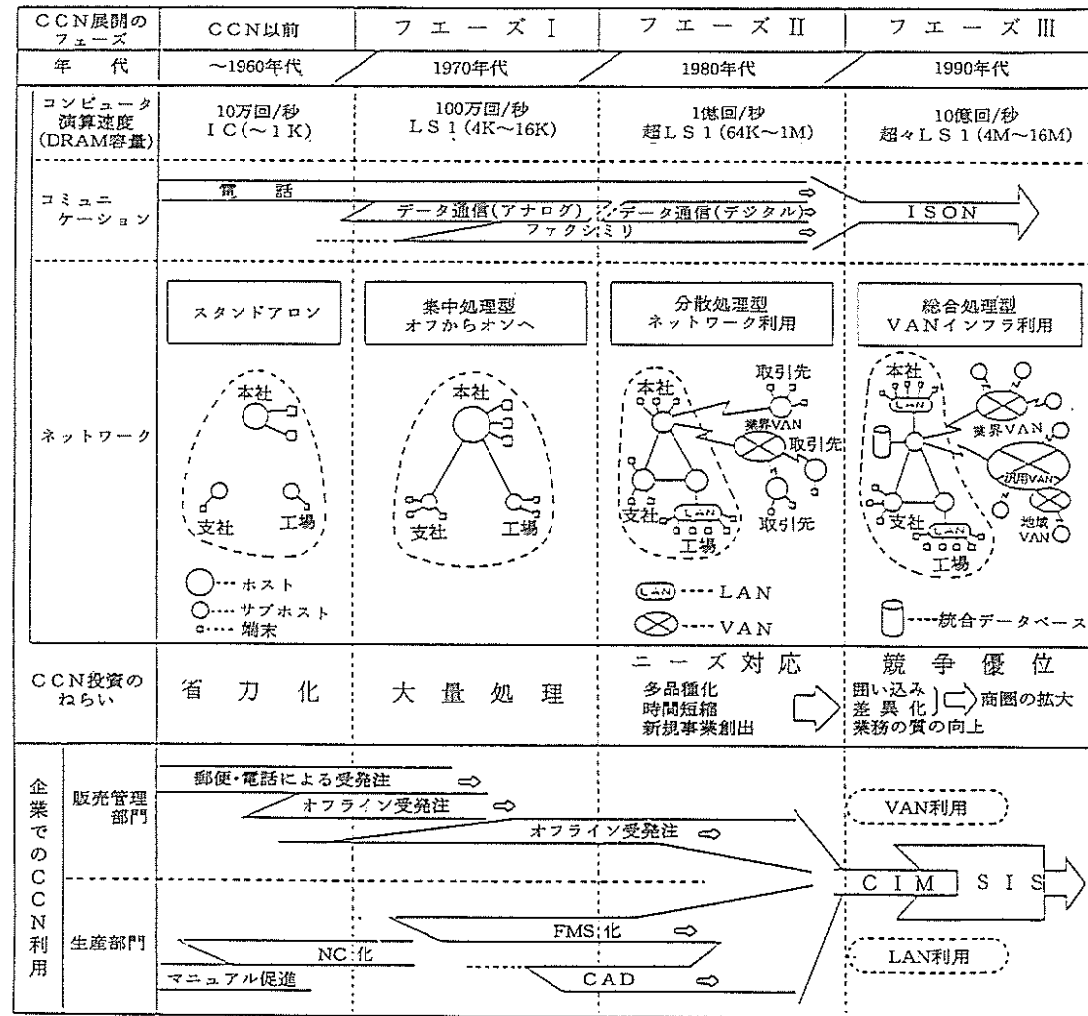 CCN展開のフェーズ
CCN以前
フエーズⅠ
フエーズⅡ
フエーズⅢ
年代
～1960年代
1970年代
1980年代
1990年代
コンピュータ
演算速度
(DRAM容量)
10万回/秒
IC(～1K)
100万回/秒
LS1(4K～16K)
1億回/秒
超LS1(64K～1M)
10億回/秒
超々LS1(4M～16M)
コミュニ
ケーション
電話
データ通信(アナログ)
データ通信(デジタル)
ファクシミリ
ISON
ネットワーク
スタンドアロン
集中処理型
オフからオンへ
分散処理型
ネットワーク利用
総合処理型
VANインフラ利用
本社
支社
工場
ホスト
サブホスト
端末
本社
支社
工場
本社
取引先
業界VAN
取引先
支社
LAN
取引先
工場
LAN
LAN
VAN
本社
LAN
業界VAN
汎用VAN
支社
LAN
地域
VAN
工場
統合データベース
CCN投資の
ねらい
省力化
大量処理
ニーズ対応
多品種化
時間短縮
新規事業創出
競争優位
囲い込み
差異化
商圏の拡大
業務の質の向上
企業でのCCN利用
販売管理
部門
郵便・電話による受発注
オフライン受発注
オフライン受発注
VAN利用
CIM
SIS
生産部門
FMS化
NC化
マニュアル促進
CAD
LAN利用